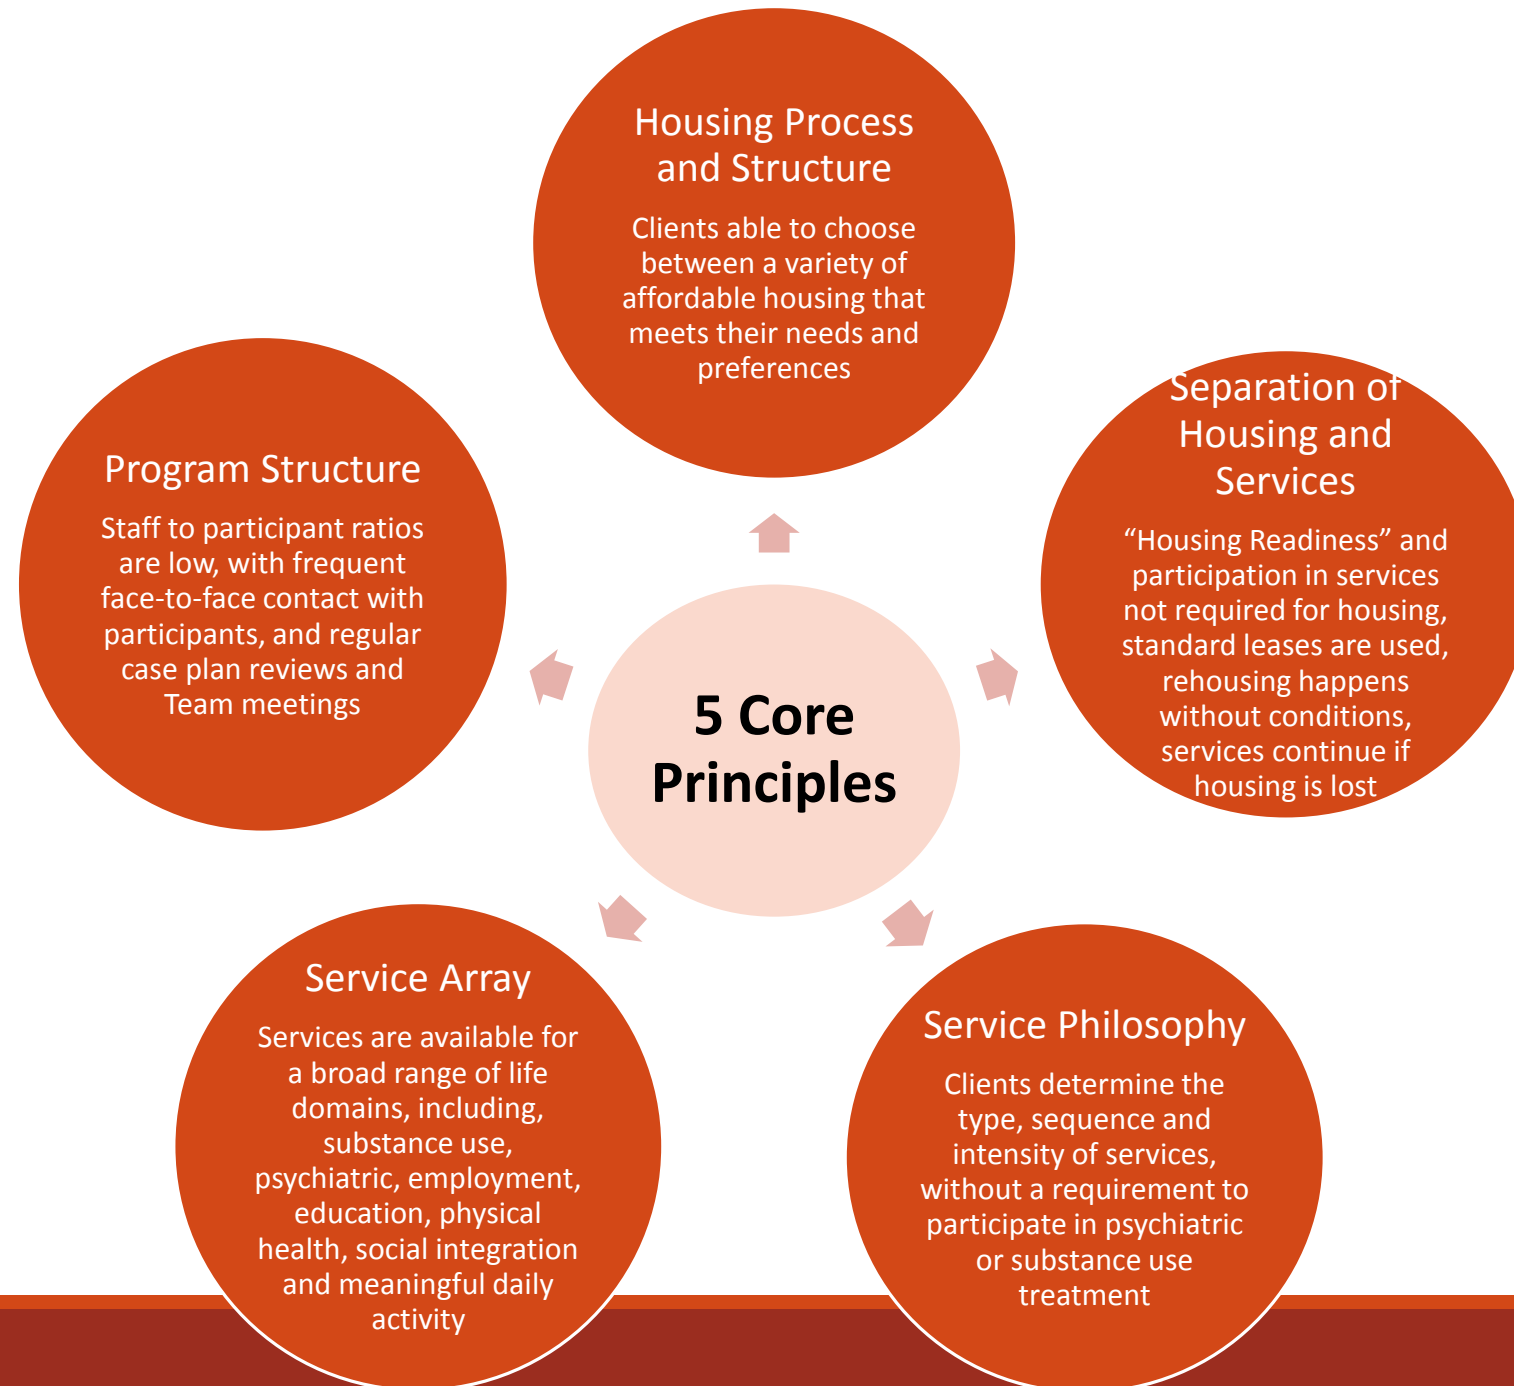 Housing Process
and Structure
Clients able to choose
between a variety of
affordable housing that
meets their needs and
preferences
Separation of
Housing and
Services
“Housing Readiness” and
participation in services
not required for housing,
standard leases are used,
rehousing happens
without conditions,
services continue if
housing is lost
Service Philosophy
Clients determine the
type, sequence and
intensity of services,
without a requirement to
participate in psychiatric
or substance use
treatment
Service Array
Services are available for
a broad range of life
domains, including,
substance use,
psychiatric, employment,
education, physical
health, social integration
and meaningful daily
activity
Program Structure
Staff to participant ratios
are low, with frequent
face-to-face contact with
participants, and regular
case plan reviews and
Team meetings
5 Core
Principles